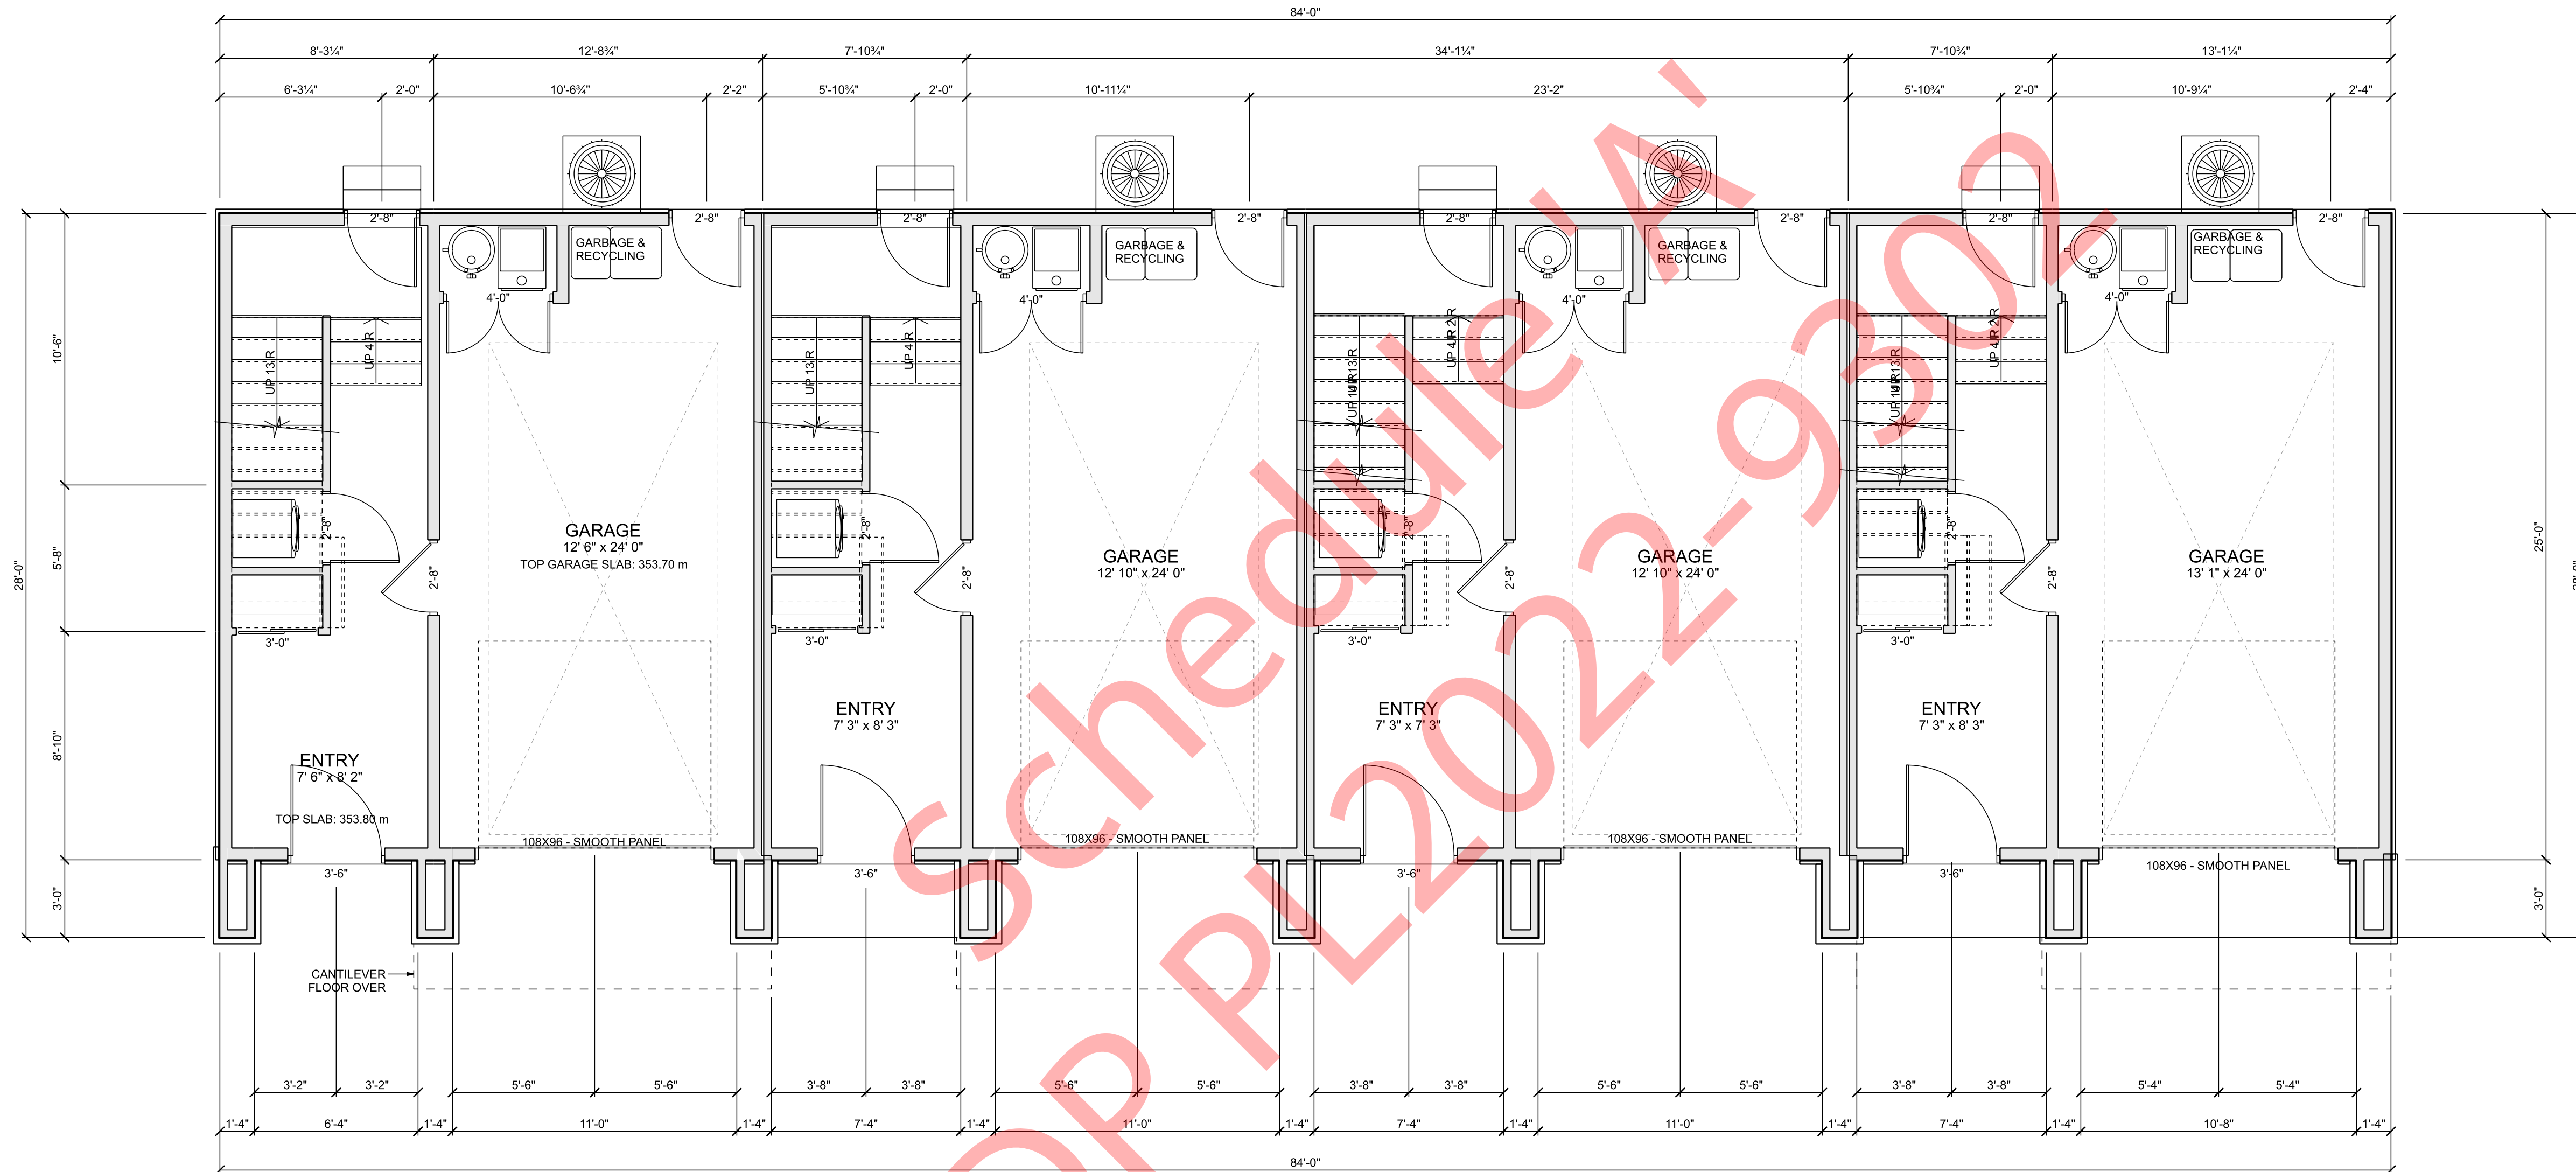 84'-0"
8'-3¼" 12'-8¾" 7'-10¾" 34'-1¼" 7'-10¾" 13'-1¼"
6'-3¼" 2'-0" 10'-6¾" 2'-2" 5'-10¾" 2'-0" 10'-11¼" 23'-2" 5'-10¾" 2'-0" 10'-9¼" 2'-4"
2'-8" 2'-8" 2'-8" 2'-8" 2'-8" 2'-8" 2'-8" 2'-8"
GARBAGE &
RECYCLING
GARBAGE &
RECYCLING
GARBAGE &
RECYCLING
GARBAGE &
RECYCLING
4'-0" 4'-0" 4'-0" 4'-0"
UP 13 R
UP 4 R
UP 13 R
UP 4 R
28'-0"
10'-6"
5'-8"
8'-10"
3'-0"
25'-0"
3'-0"
2'-8" 2'-8" 2'-8" 2'-8"
2'-8" 2'-8" 2'-8" 2'-8"
GARAGE
12' 6" x 24' 0"
TOP GARAGE SLAB: 353.70 m
GARAGE
12' 10" x 24' 0"
GARAGE
12' 10" x 24' 0"
GARAGE
13' 1" x 24' 0"
3'-0" 3'-0" 3'-0" 3'-0"
ENTRY
7' 6" x 8' 2"
TOP SLAB: 353.80 m
ENTRY
7' 3" x 8' 3"
ENTRY
7' 3" x 7' 3"
ENTRY
7' 3" x 8' 3"
108X96 - SMOOTH PANEL
108X96 - SMOOTH PANEL
108X96 - SMOOTH PANEL
108X96 - SMOOTH PANEL
3'-6" 3'-6" 3'-6" 3'-6"
CANTILEVER
FLOOR OVER
3'-2" 3'-2" 5'-6" 5'-6" 3'-8" 3'-8" 5'-6" 5'-6" 3'-8" 3'-8" 5'-6" 5'-6" 3'-8" 3'-8" 5'-4" 5'-4"
1'-4" 6'-4" 1'-4" 11'-0" 1'-4" 7'-4" 1'-4" 11'-0" 1'-4" 7'-4" 1'-4" 11'-0" 1'-4" 7'-4" 1'-4" 10'-8" 1'-4"
84'-0"
Schedule 'A'
DP PL2022-9302